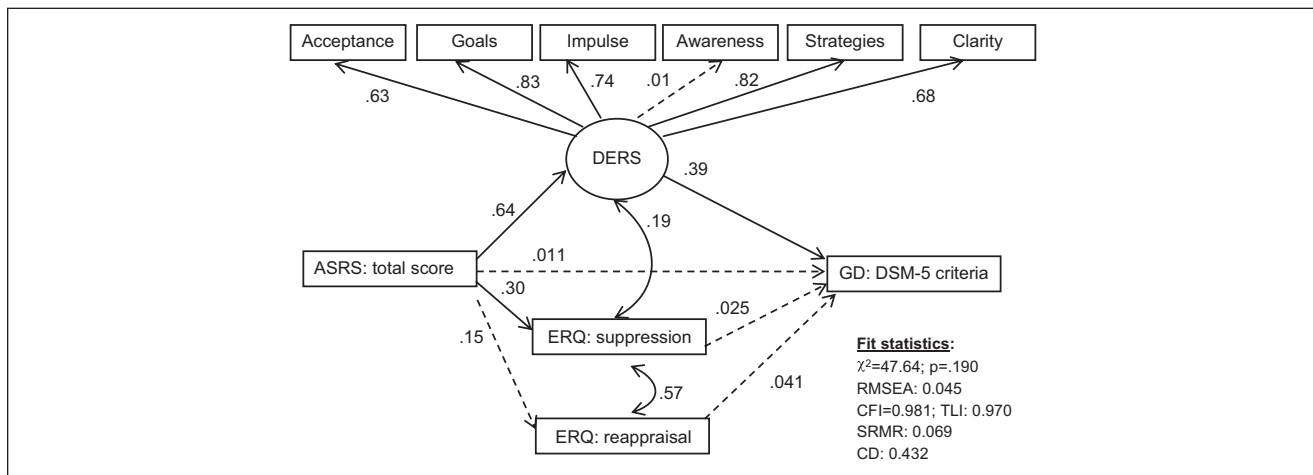 Acceptance Goals Impulse Awareness Strategies Clarity
.63 .83 .74 .01 .82 .68
DERS
.39
.64 .19
ASRS: total score .011 GD: DSM-5 criteria
.30 .025
.15 ERQ: suppression
.57 .041
ERQ: reappraisal
Fit statistics:
χ²=47.64; p=.190
RMSEA: 0.045
CFI=0.981; TLI: 0.970
SRMR: 0.069
CD: 0.432